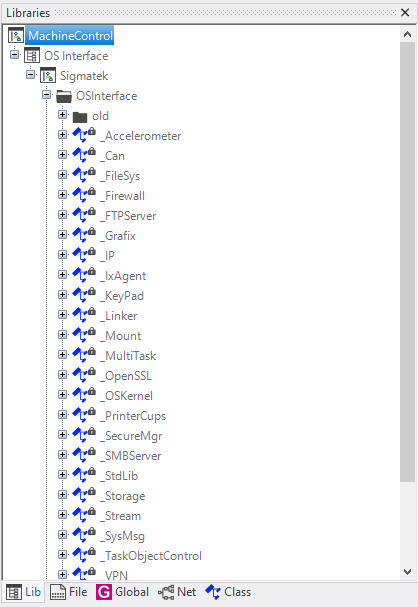 Libraries
MachineControl
OS Interface
Sigmatek
OSInterface
old
_Accelerometer
_Can
_FileSys
_Firewall
_FTPServer
_Grafix
_IP
_IxAgent
_KeyPad
_Linker
_Mount
_MultiTask
_OpenSSL
_OSKernel
_PrinterCups
_SecureMgr
_SMBServer
_StdLib
_Storage
_Stream
_SysMsg
_TaskObjectControl
_VPN
Lib File G Global Net Class